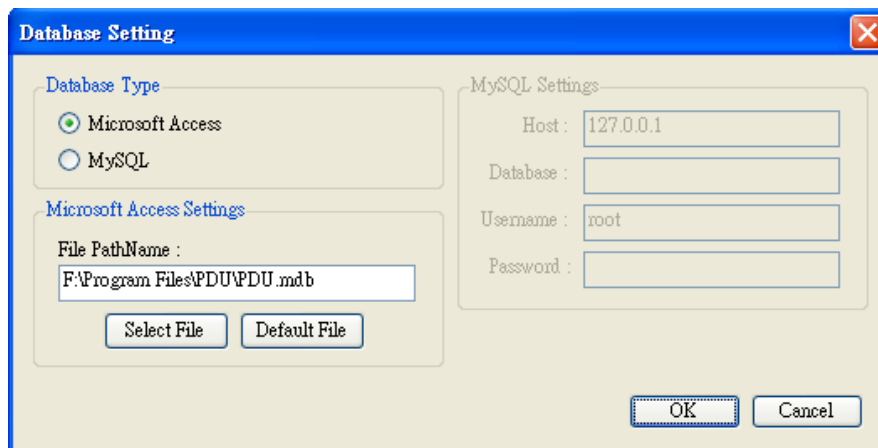 Database Setting
Database Type
Microsoft Access
MySQL
Microsoft Access Settings
File PathName :
F:\Program Files\PDU\PDU.mdb
Select File
Default File
MySQL Settings
Host : 127.0.0.1
Database :
Username : root
Password :
OK
Cancel